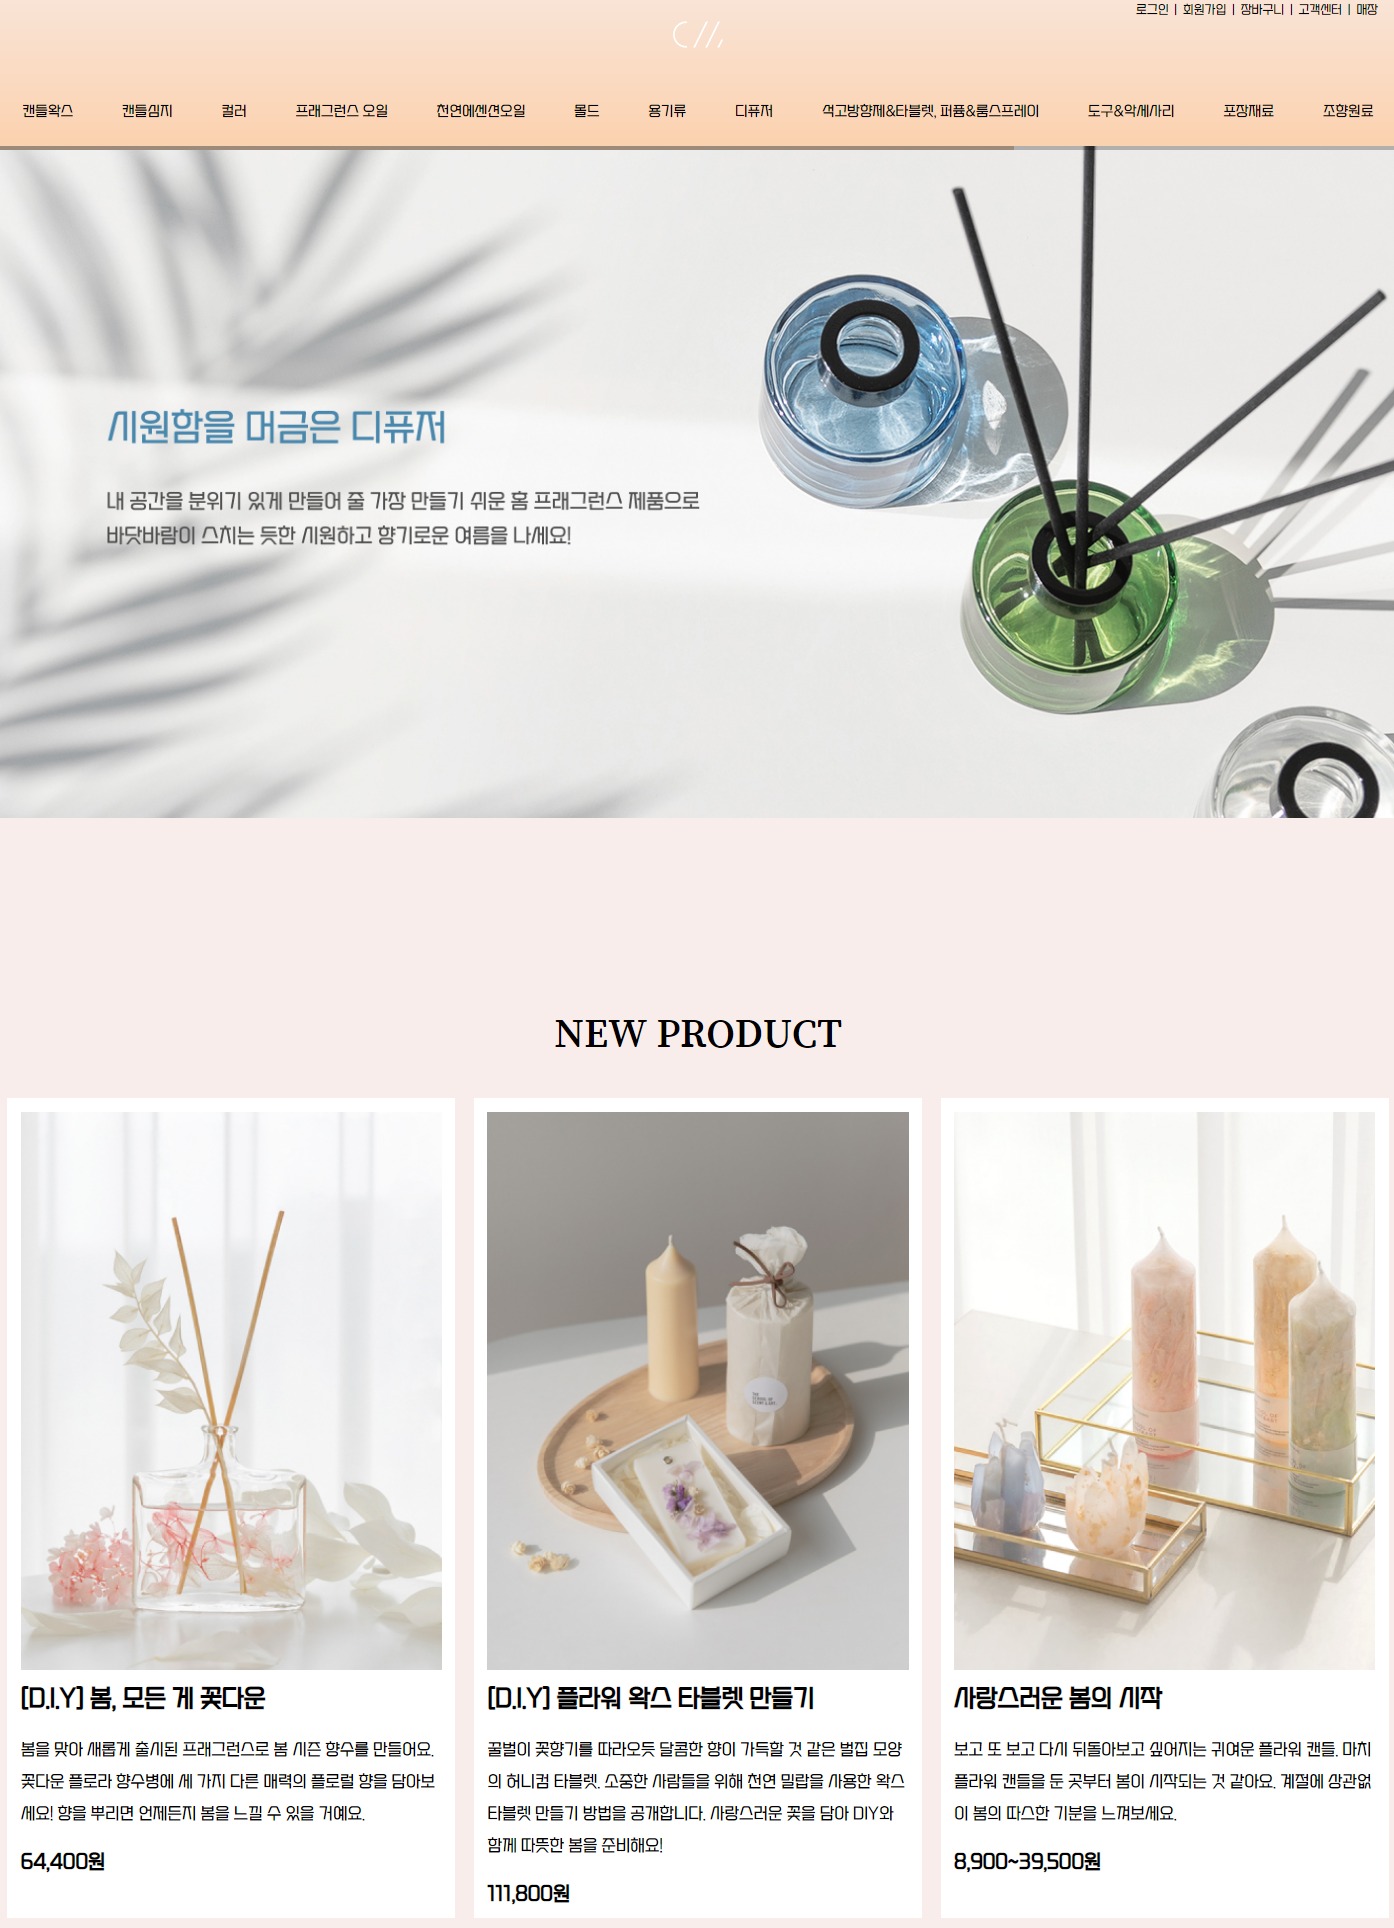 로그인 | 회원가입 | 장바구니 | 고객센터 | 매장
캔들왁스 캔들심지 컬러 프래그런스 오일 천연에센션오일 몰드 용기류 디퓨저 석고방향제&타블렛, 퍼퓸&룸스프레이 도구&악세사리 포장재료 조향원료
시원함을 머금은 디퓨저
내 공간을 분위기 있게 만들어 줄 가장 만들기 쉬운 홈 프래그런스 제품으로
바닷바람이 스치는 듯한 시원하고 향기로운 여름을 나세요!
NEW PRODUCT
[D.I.Y] 봄, 모든 게 꽃다운
봄을 맞아 새롭게 출시된 프래그런스로 봄 시즌 향수를 만들어요.
꽃다운 플로라 향수병에 세 가지 다른 매력의 플로럴 향을 담아보
세요! 향을 뿌리면 언제든지 봄을 느낄 수 있을 거예요.
64,400원
[D.I.Y] 플라워 왁스 타블렛 만들기
꿀벌이 꽃향기를 따라오듯 달콤한 향이 가득할 것 같은 벌집 모양
의 허니컴 타블렛. 소중한 사람들을 위해 천연 밀랍을 사용한 왁스
타블렛 만들기 방법을 공개합니다. 사랑스러운 꽃을 담아 DIY와
함께 따뜻한 봄을 준비해요!
111,800원
사랑스러운 봄의 시작
보고 또 보고 다시 뒤돌아보고 싶어지는 귀여운 플라워 캔들. 마치
플라워 캔들을 둔 곳부터 봄이 시작되는 것 같아요. 계절에 상관없
이 봄의 따스한 기분을 느껴보세요.
8,900~39,500원